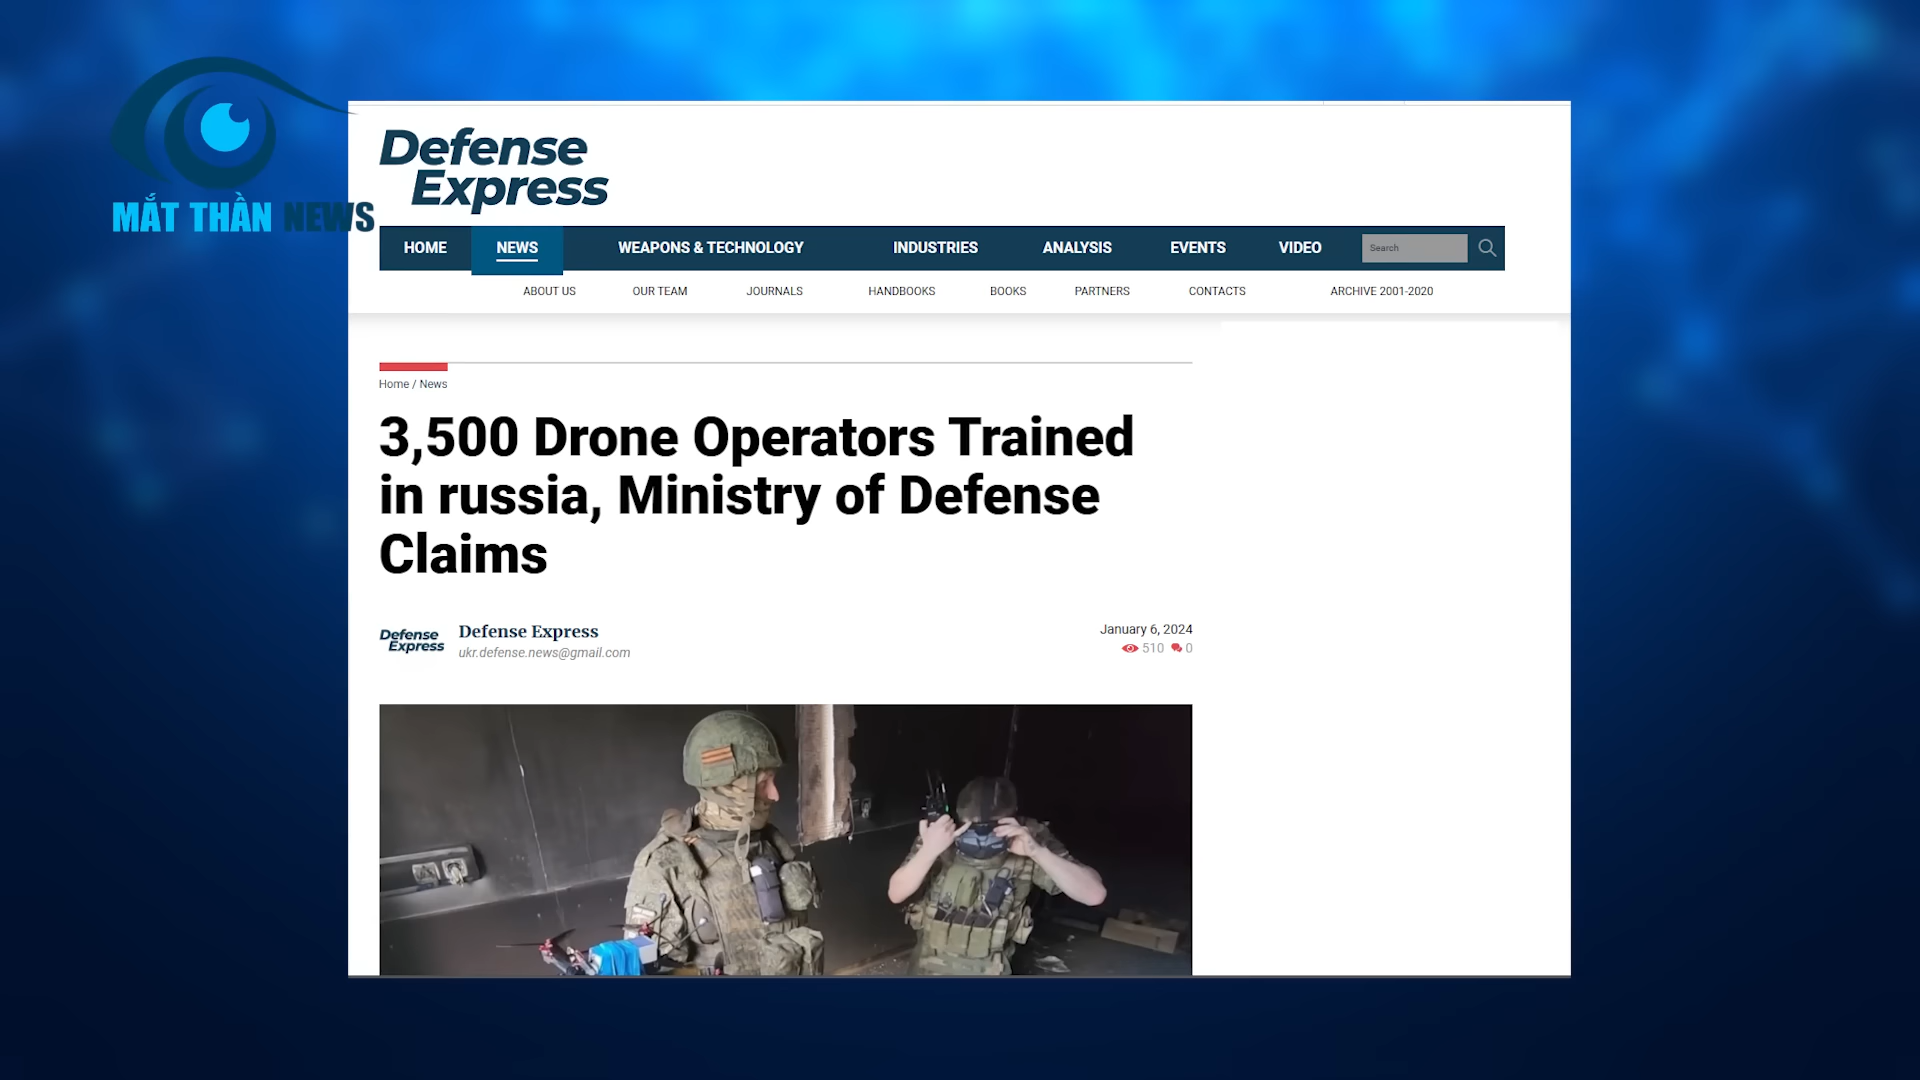 MẮT THẦN NEWS
Defense
Express
HOME NEWS WEAPONS & TECHNOLOGY INDUSTRIES ANALYSIS EVENTS VIDEO Search
ABOUT US OUR TEAM JOURNALS HANDBOOKS BOOKS PARTNERS CONTACTS ARCHIVE 2001-2020
Home / News
3,500 Drone Operators Trained
in russia, Ministry of Defense
Claims
Defense
Express
Defense Express
ukr.defense.news@gmail.com
January 6, 2024
510 0